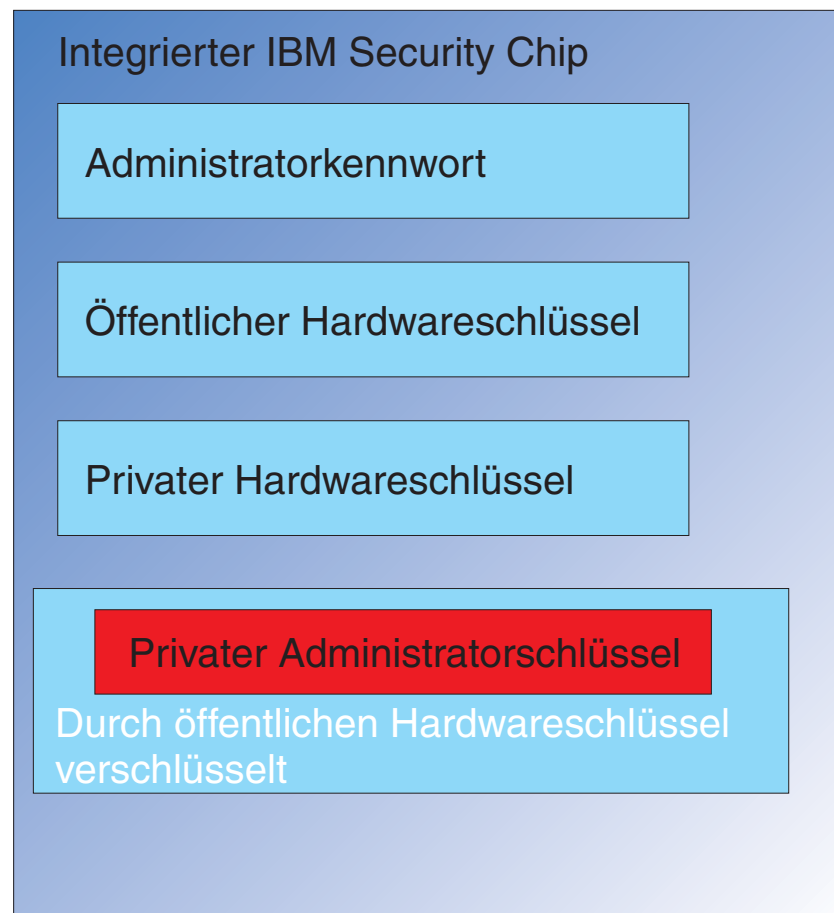 Integrierter IBM Security Chip
Administratorkennwort
Öffentlicher Hardwareschlüssel
Privater Hardwareschlüssel
Privater Administratorschlüssel
Durch öffentlichen Hardwareschlüssel
verschlüsselt